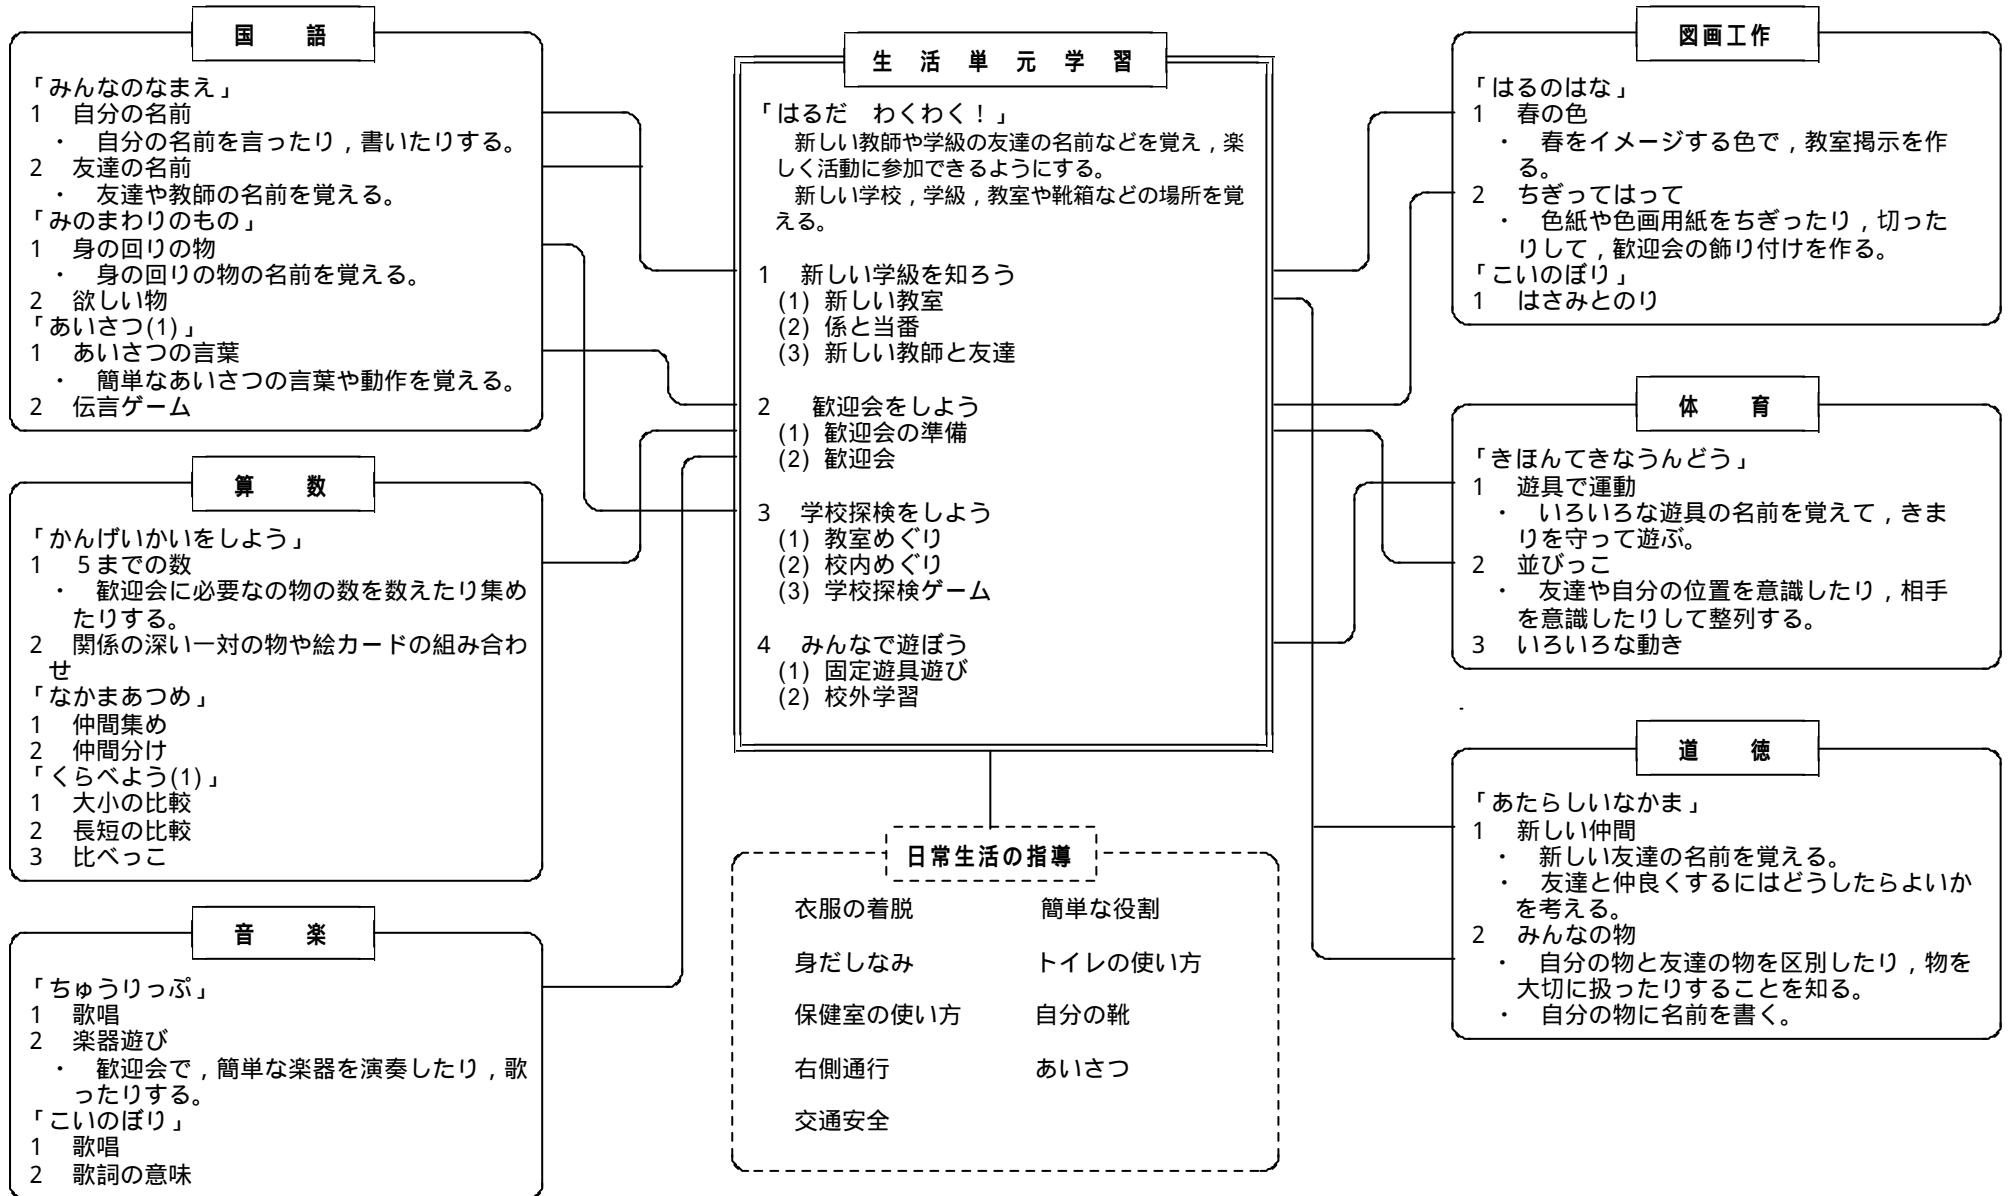 国　語
「みんなのなまえ」
1　自分の名前
・　自分の名前を言ったり，書いたりする。
2　友達の名前
・　友達や教師の名前を覚える。
「みのまわりのもの」
1　身の回りの物
・　身の回りの物の名前を覚える。
2　欲しい物
「あいさつ(1)」
1　あいさつの言葉
・　簡単なあいさつの言葉や動作を覚える。
2　伝言ゲーム
算　数
「かんげいかいをしよう」
1　５までの数
・　歓迎会に必要なの物の数を数えたり集め
たりする。
2　関係の深い一対の物や絵カードの組み合わ
せ
「なかまあつめ」
1　仲間集め
2　仲間分け
「くらべよう(1)」
1　大小の比較
2　長短の比較
3　比べっこ
音　楽
「ちゅうりっぷ」
1　歌唱
2　楽器遊び
・　歓迎会で，簡単な楽器を演奏したり，歌
ったりする。
「こいのぼり」
1　歌唱
2　歌詞の意味
生活単元学習
「はるだ　わくわく！」
新しい教師や学級の友達の名前などを覚え，楽
しく活動に参加できるようにする。
新しい学校，学級，教室や靴箱などの場所を覚
える。
1　新しい学級を知ろう
(1) 新しい教室
(2) 係と当番
(3) 新しい教師と友達
2　歓迎会をしよう
(1) 歓迎会の準備
(2) 歓迎会
3　学校探検をしよう
(1) 教室めぐり
(2) 校内めぐり
(3) 学校探検ゲーム
4　みんなで遊ぼう
(1) 固定遊具遊び
(2) 校外学習
日常生活の指導
衣服の着脱　簡単な役割
身だしなみ　トイレの使い方
保健室の使い方　自分の靴
右側通行　あいさつ
交通安全
図画工作
「はるのはな」
1　春の色
・　春をイメージする色で，教室掲示を作
る。
2　ちぎってはって
・　色紙や色画用紙をちぎったり，切った
りして，歓迎会の飾り付けを作る。
「こいのぼり」
1　はさみとのり
体　育
「きほんてきなうんどう」
1　遊具で運動
・　いろいろな遊具の名前を覚えて，きま
りを守って遊ぶ。
2　並びっこ
・　友達や自分の位置を意識したり，相手
を意識したりして整列する。
3　いろいろな動き
道　徳
「あたらしいなかま」
1　新しい仲間
・　新しい友達の名前を覚える。
・　友達と仲良くするにはどうしたらよいか
を考える。
2　みんなの物
・　自分の物と友達の物を区別したり，物を
大切に扱ったりすることを知る。
・　自分の物に名前を書く。